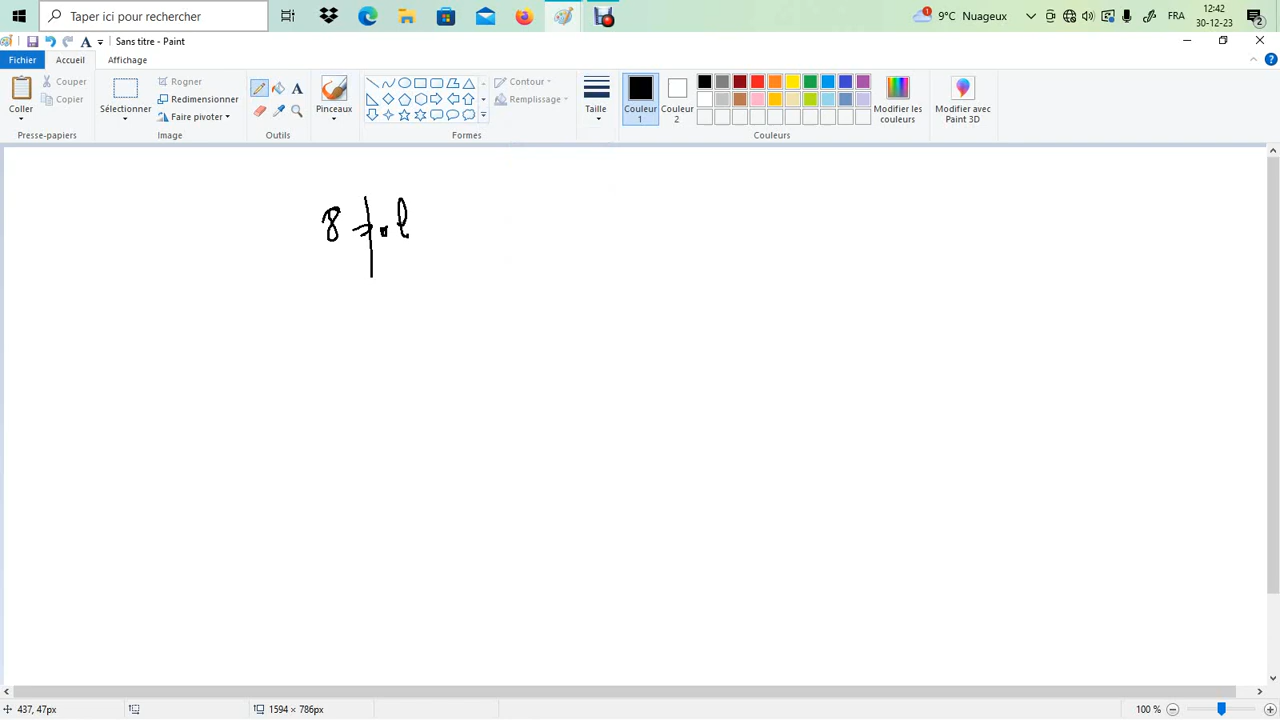 Taper ici pour rechercher
9°C Nuageux
FRA
12:42
30-12-23
2
Sans titre - Paint
Fichier
Accueil
Affichage
Coller
Couper
Copier
Presse-papiers
Sélectionner
Rogner
Redimensionner
Faire pivoter
Image
A
Outils
Pinceaux
Contour
Remplissage
Formes
Taille
Couleur 1
Couleur 2
Modifier les couleurs
Couleurs
Modifier avec Paint 3D
8
437, 47px
1594 × 786px
100 %